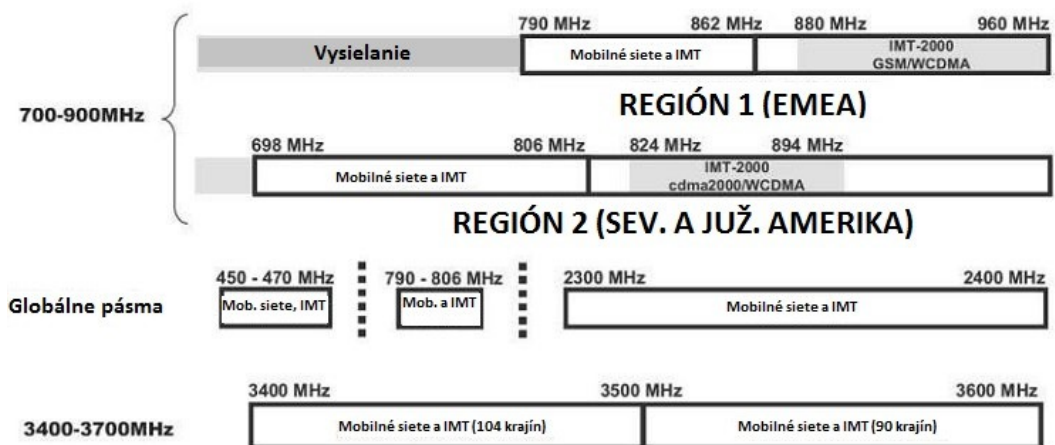 790 MHz 862 MHz 880 MHz 960 MHz
Vysielanie
Mobilné siete a IMT
IMT-2000
GSM/WCDMA
REGIÓN 1 (EMEA)
700-900MHz
698 MHz 806 MHz 824 MHz 894 MHz
Mobilné siete a IMT
IMT-2000
cdma2000/WCDMA
REGIÓN 2 (SEV. A JUŽ. AMERIKA)
450 - 470 MHz 790 - 806 MHz 2300 MHz 2400 MHz
Globálne pásma
Mob. siete, IMT
Mob. a IMT
Mobilné siete a IMT
3400 MHz 3500 MHz 3600 MHz
3400-3700MHz
Mobilné siete a IMT (104 krajín)
Mobilné siete a IMT (90 krajín)